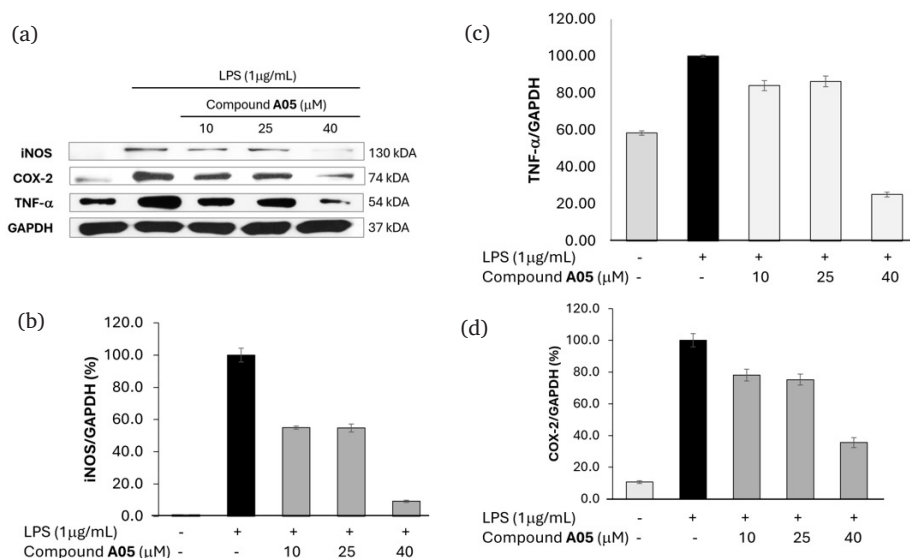 (a)
LPS (1μg/mL)
Compound A05 (μM)
10 25 40
iNOS 130 kDA
COX-2 74 kDA
TNF-α 54 kDA
GAPDH 37 kDA
(c)
TNF-α/GAPDH
120.00
100.00
80.00
60.00
40.00
20.00
0.00
LPS (1μg/mL) - + + + +
Compound A05 (μM) - - 10 25 40
(b)
iNOS/GAPDH (%)
120.0
100.0
80.0
60.0
40.0
20.0
0.0
LPS (1μg/mL) - + + + +
Compound A05 (μM) - - 10 25 40
(d)
COX-2/GAPDH (%)
120.0
100.0
80.0
60.0
40.0
20.0
0.0
LPS (1μg/mL) - + + + +
Compound A05 (μM) - - 10 25 40